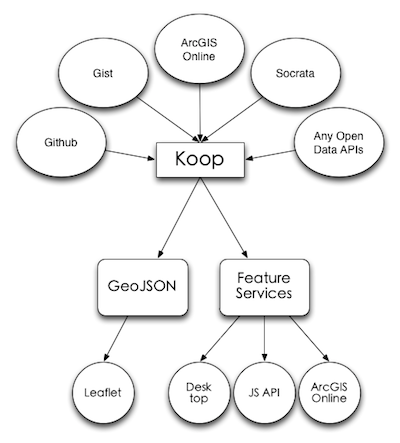 ArcGIS
Online
Gist
Socrata
Github
Any Open
Data APIs
Koop
GeoJSON
Feature
Services
Leaflet
Desk
top
JS API
ArcGIS
Online